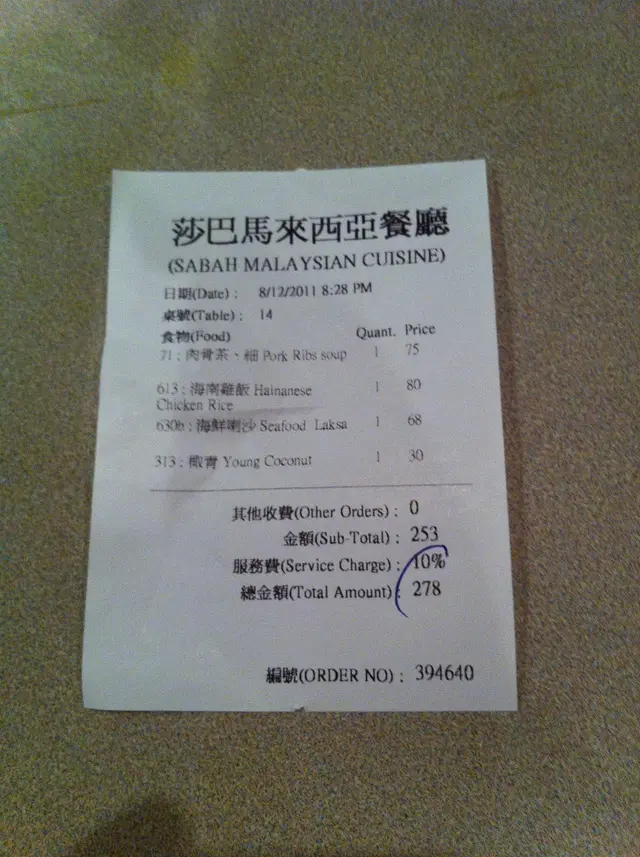 莎巴馬來西亞餐廳
(SABAH MALAYSIAN CUISINE)
日期(Date) : 8/12/2011 8:28 PM
桌號(Table) : 14
食物(Food) Quant. Price
71 : 肉骨茶、細 Pork Ribs soup 1 75
613 : 海南雞飯 Hainanese 1 80
Chicken Rice
630b : 海鮮喇沙 Seafood Laksa 1 68
313 : 椰青 Young Coconut 1 30
其他收費(Other Orders) : 0
金額(Sub-Total) : 253
服務費(Service Charge) : 10%
總金額(Total Amount) : 278
編號(ORDER NO) : 394640